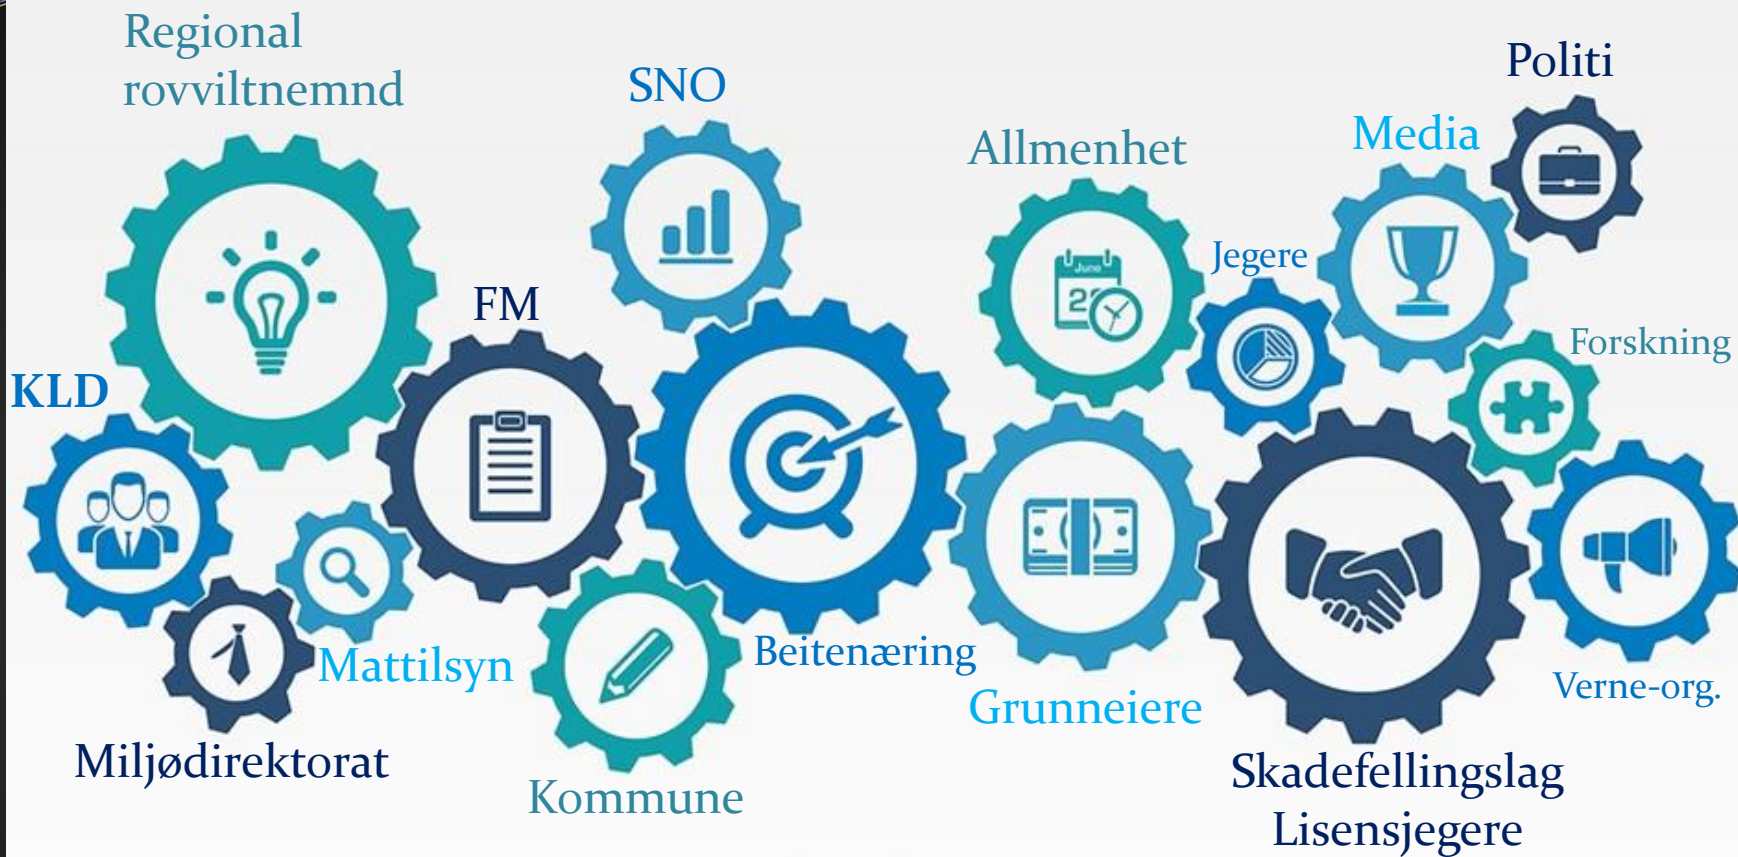 Regional
rovviltnemnd
SNO
Politi
Media
Allmenhet
Jegere
FM
June
Forskning
KLD
Mattilsyn
Beitenæring
Grunneiere
Verne-org.
Miljødirektorat
Kommune
Skadefellingslag
Lisensjegere